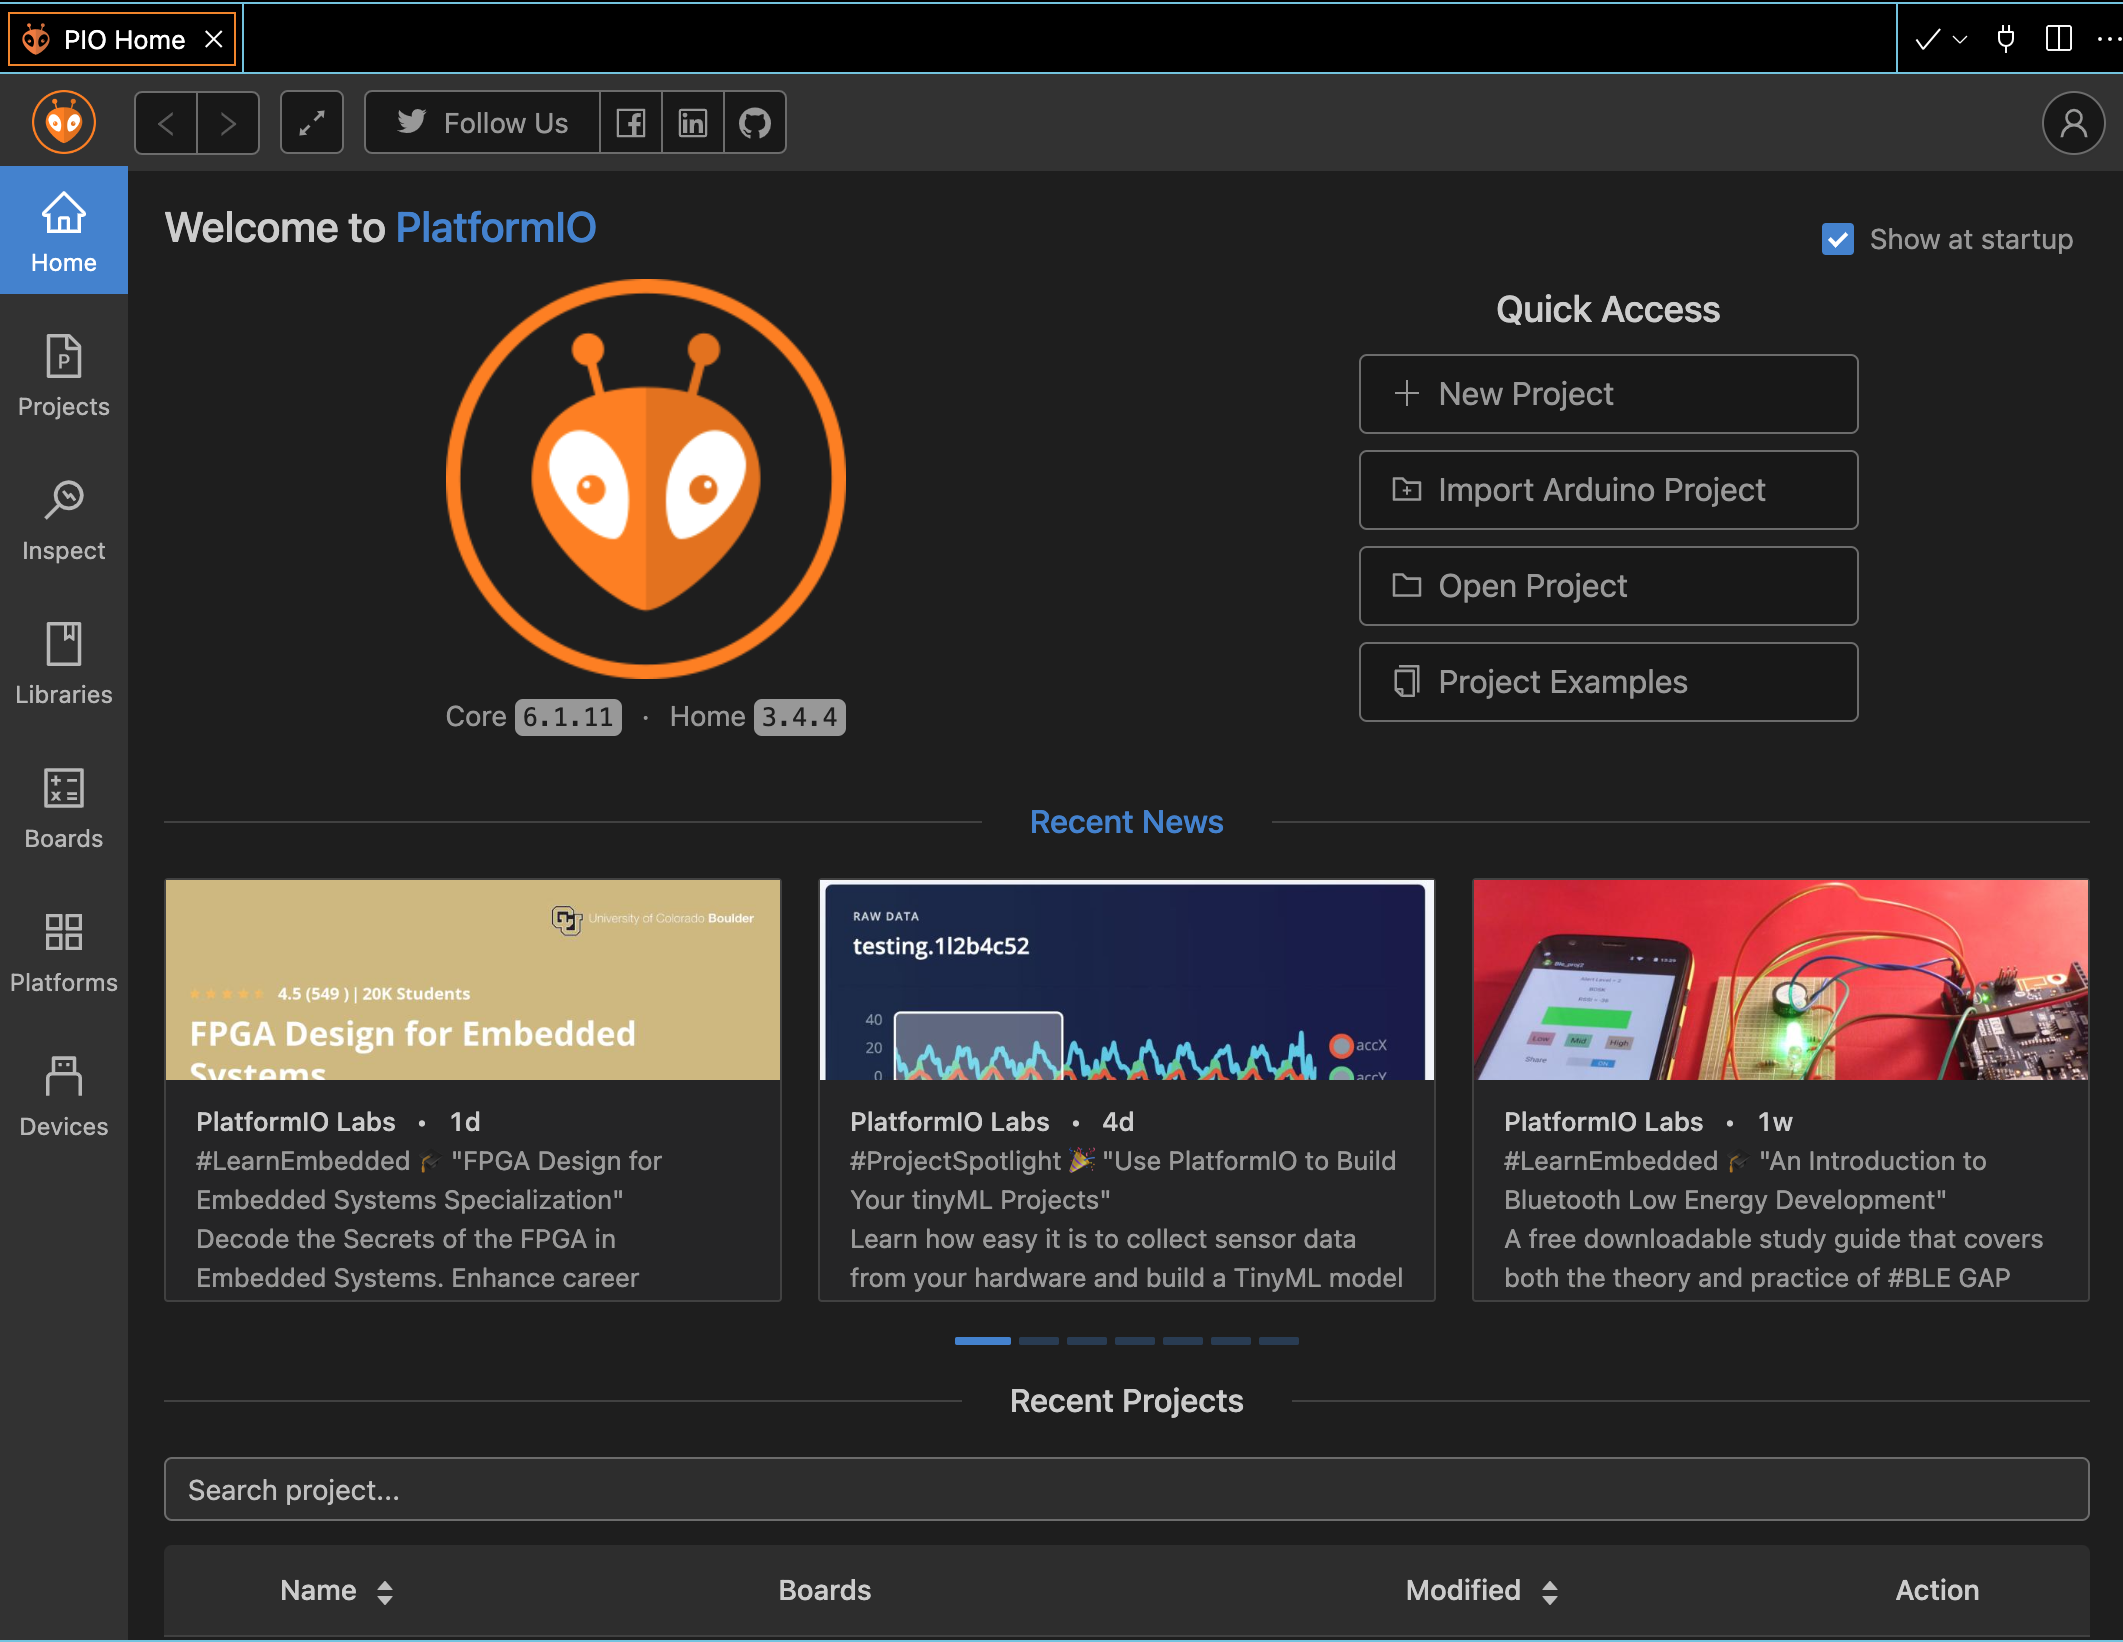 PIO Home
Follow Us
Home
Projects
Inspect
Libraries
Boards
Platforms
Devices
Welcome to PlatformIO
Show at startup
Core 6.1.11 · Home 3.4.4
Quick Access
New Project
Import Arduino Project
Open Project
Project Examples
Recent News
University of Colorado Boulder
4.5 (549 ) | 20K Students
FPGA Design for Embedded
Systems
PlatformIO Labs • 1d
#LearnEmbedded 🎓 "FPGA Design for
Embedded Systems Specialization"
Decode the Secrets of the FPGA in
Embedded Systems. Enhance career
RAW DATA
testing.1l2b4c52
40
20
0
accX
accY
PlatformIO Labs • 4d
#ProjectSpotlight 🎉 "Use PlatformIO to Build
Your tinyML Projects"
Learn how easy it is to collect sensor data
from your hardware and build a TinyML model
Low
Mid
High
Share
ON
PlatformIO Labs • 1w
#LearnEmbedded 🎓 "An Introduction to
Bluetooth Low Energy Development"
A free downloadable study guide that covers
both the theory and practice of #BLE GAP
Recent Projects
Search project...
Name
Boards
Modified
Action